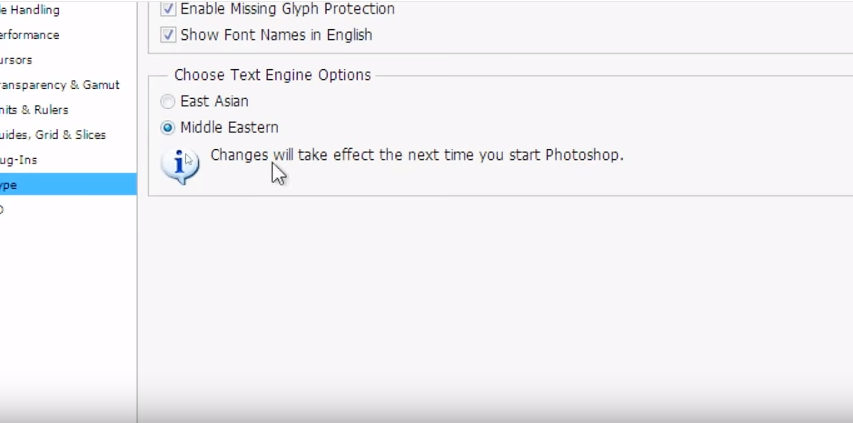 Enable Missing Glyph Protection
Show Font Names in English
Choose Text Engine Options
East Asian
Middle Eastern
Changes will take effect the next time you start Photoshop.
e Handling
erformance
ursors
ransparency & Gamut
nits & Rulers
uides, Grid & Slices
ug-Ins
ype